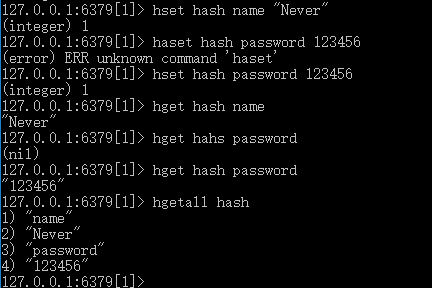 127.0.0.1:6379[1]> hset hash name "Never"
(integer) 1
127.0.0.1:6379[1]> haset hash password 123456
(error) ERR unknown command 'haset'
127.0.0.1:6379[1]> hset hash password 123456
(integer) 1
127.0.0.1:6379[1]> hget hash name
"Never"
127.0.0.1:6379[1]> hget hahs password
(nil)
127.0.0.1:6379[1]> hget hash password
"123456"
127.0.0.1:6379[1]> hgetall hash
1) "name"
2) "Never"
3) "password"
4) "123456"
127.0.0.1:6379[1]>